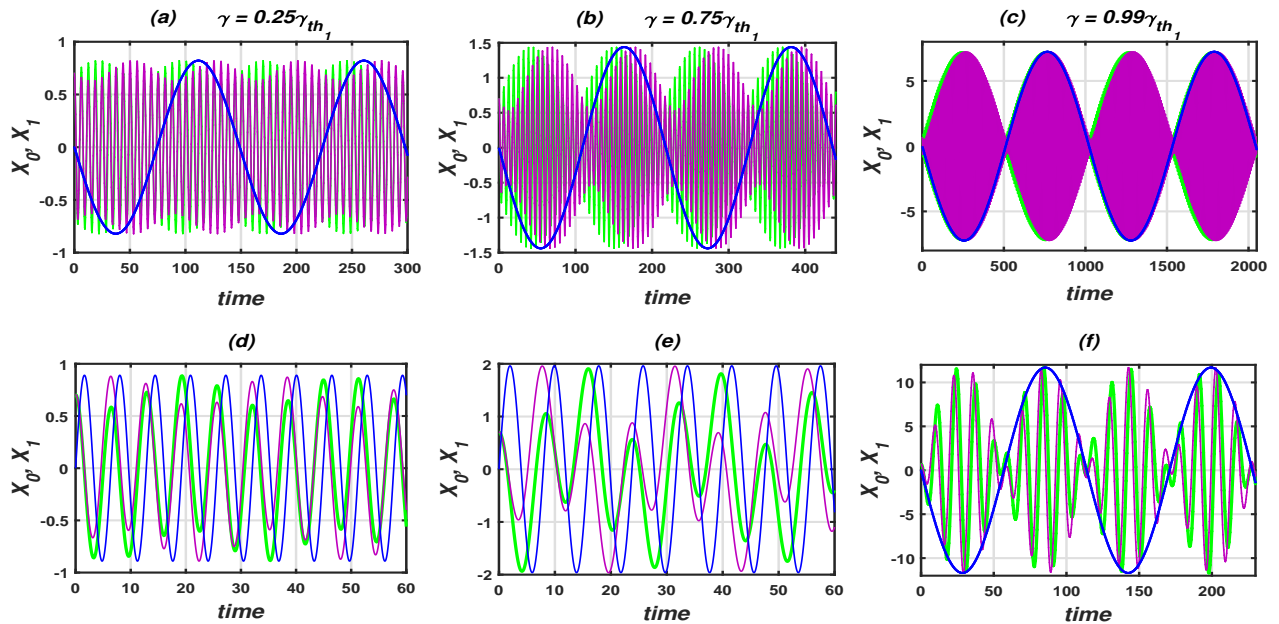 (a) γ = 0.25γth1
(b) γ = 0.75γth1
(c) γ = 0.99γth1
X0, X1
1
0.5
0
-0.5
-1
0 50 100 150 200 250 300
time
X0, X1
1.5
1
0.5
0
-0.5
-1
-1.5
0 100 200 300 400
time
X0, X1
5
0
-5
0 500 1000 1500 2000
time
(d)
(e)
(f)
X0, X1
1
0.5
0
-0.5
-1
0 10 20 30 40 50 60
time
X0, X1
2
1
0
-1
-2
0 10 20 30 40 50 60
time
X0, X1
10
5
0
-5
-10
0 50 100 150 200
time